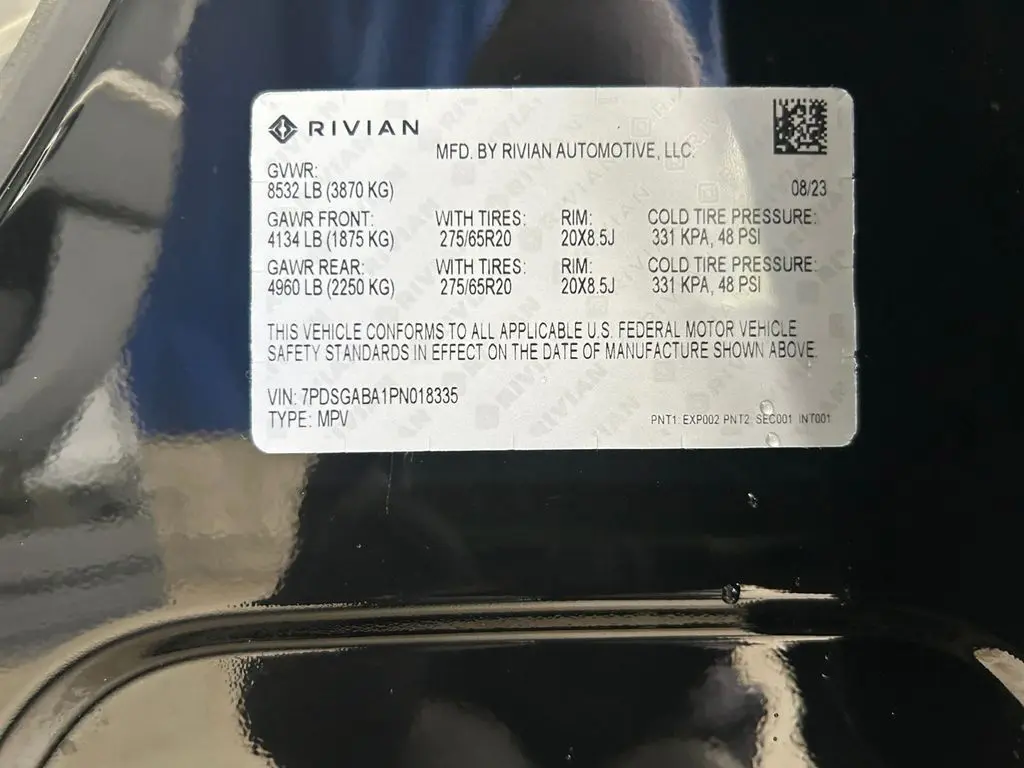 RIVIAN
MFD. BY RIVIAN AUTOMOTIVE, LLC.
GVWR:
8532 LB (3870 KG) 08/23
GAWR FRONT: WITH TIRES: RIM: COLD TIRE PRESSURE:
4134 LB (1875 KG) 275/65R20 20X8.5J 331 KPA, 48 PSI
GAWR REAR: WITH TIRES: RIM: COLD TIRE PRESSURE:
4960 LB (2250 KG) 275/65R20 20X8.5J 331 KPA, 48 PSI
THIS VEHICLE CONFORMS TO ALL APPLICABLE U.S. FEDERAL MOTOR VEHICLE
SAFETY STANDARDS IN EFFECT ON THE DATE OF MANUFACTURE SHOWN ABOVE.
VIN: 7PDSGABA1PN018335
TYPE: MPV
PNT1: EXP002 PNT2: SEC001 INT001